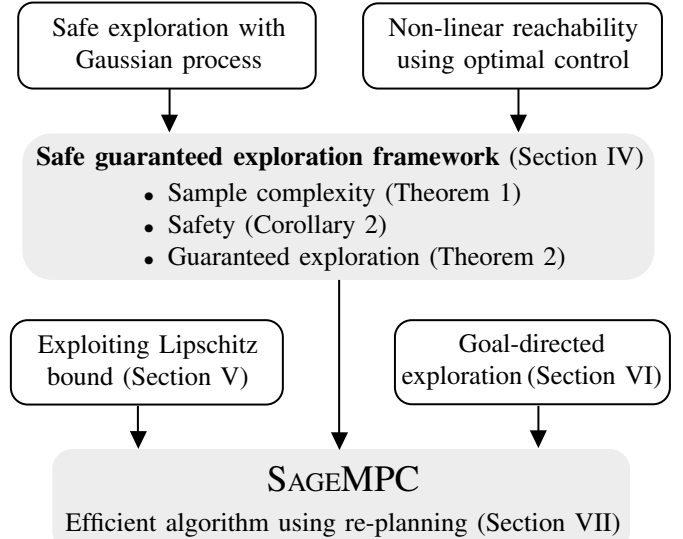 Safe exploration with
Gaussian process
Non-linear reachability
using optimal control
Safe guaranteed exploration framework (Section IV)
• Sample complexity (Theorem 1)
• Safety (Corollary 2)
• Guaranteed exploration (Theorem 2)
Exploiting Lipschitz
bound (Section V)
Goal-directed
exploration (Section VI)
SAGEMPC
Efficient algorithm using re-planning (Section VII)